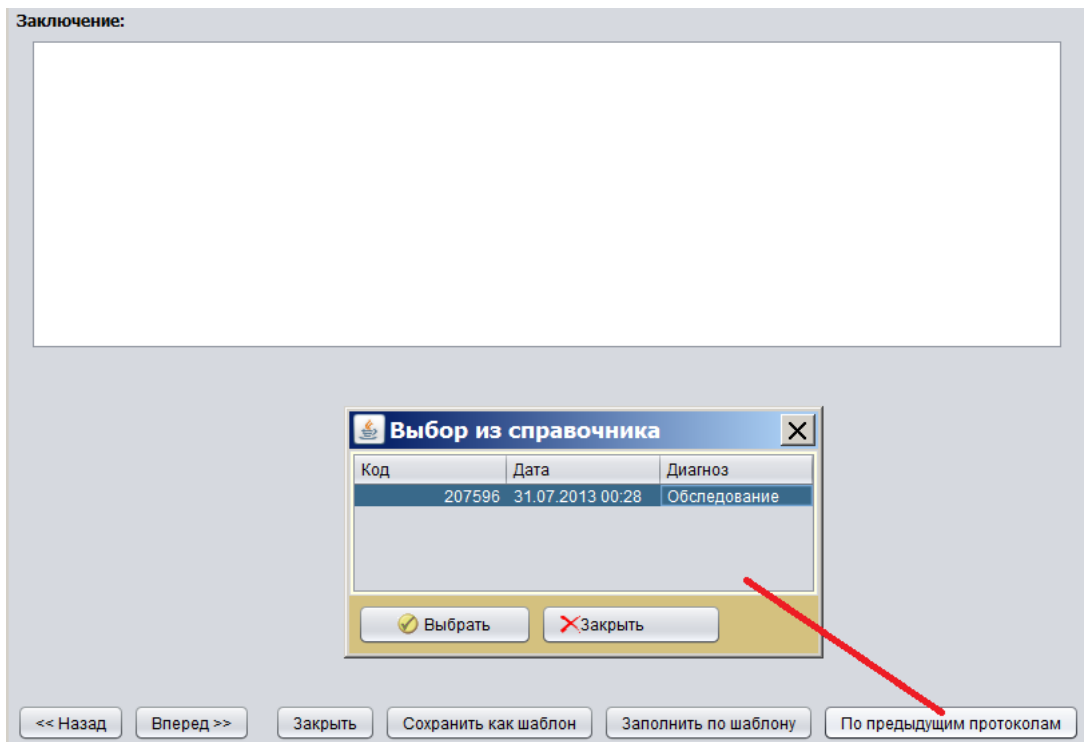 Заключение:
Выбор из справочника
Код Дата Диагноз
207596 31.07.2013 00:28 Обследование
Выбрать Закрыть
<< Назад Вперед >> Закрыть Сохранить как шаблон Заполнить по шаблону По предыдущим протоколам